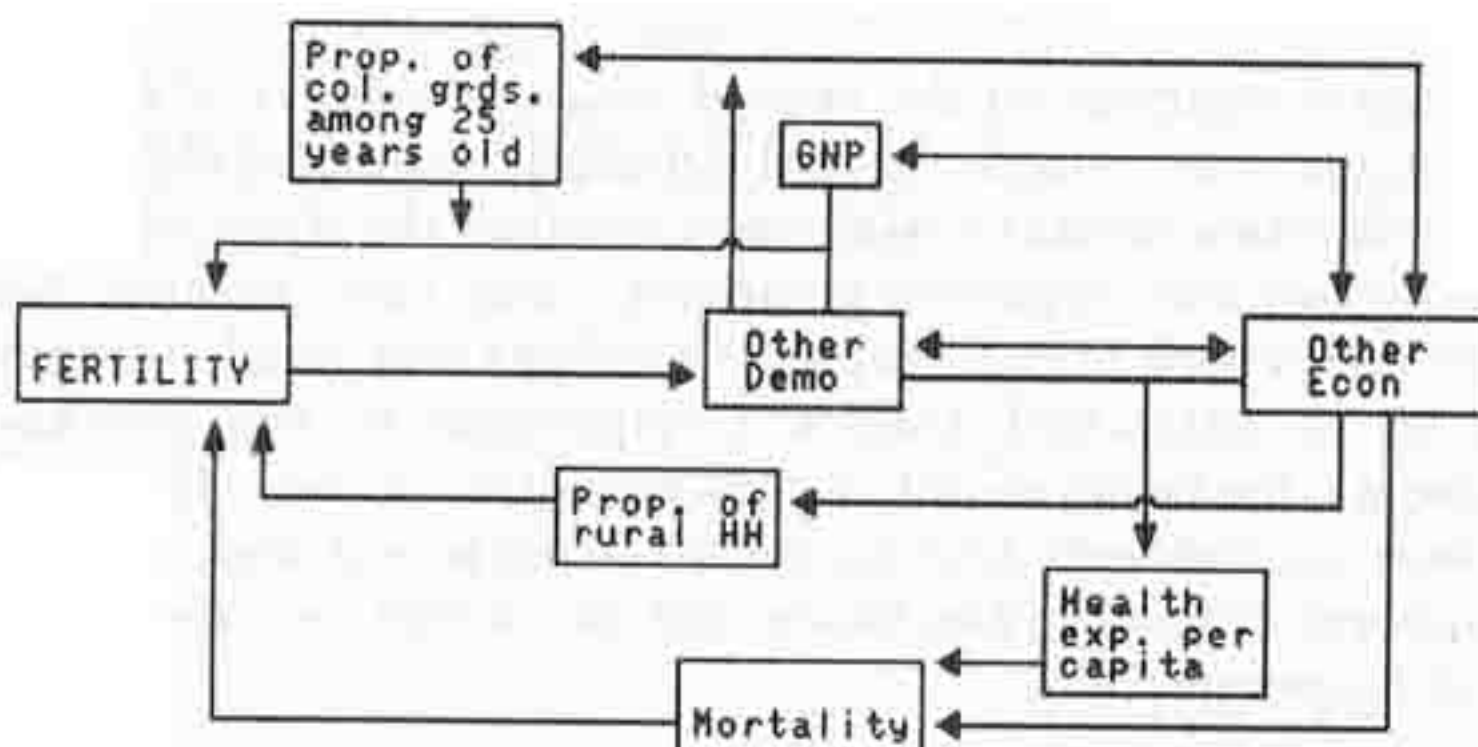 Prop. of
col. grds.
among 25
years old
GNP
FERTILITY
Other
Demo
Other
Econ
Prop. of
rural HH
Health
exp. per
capita
Mortality